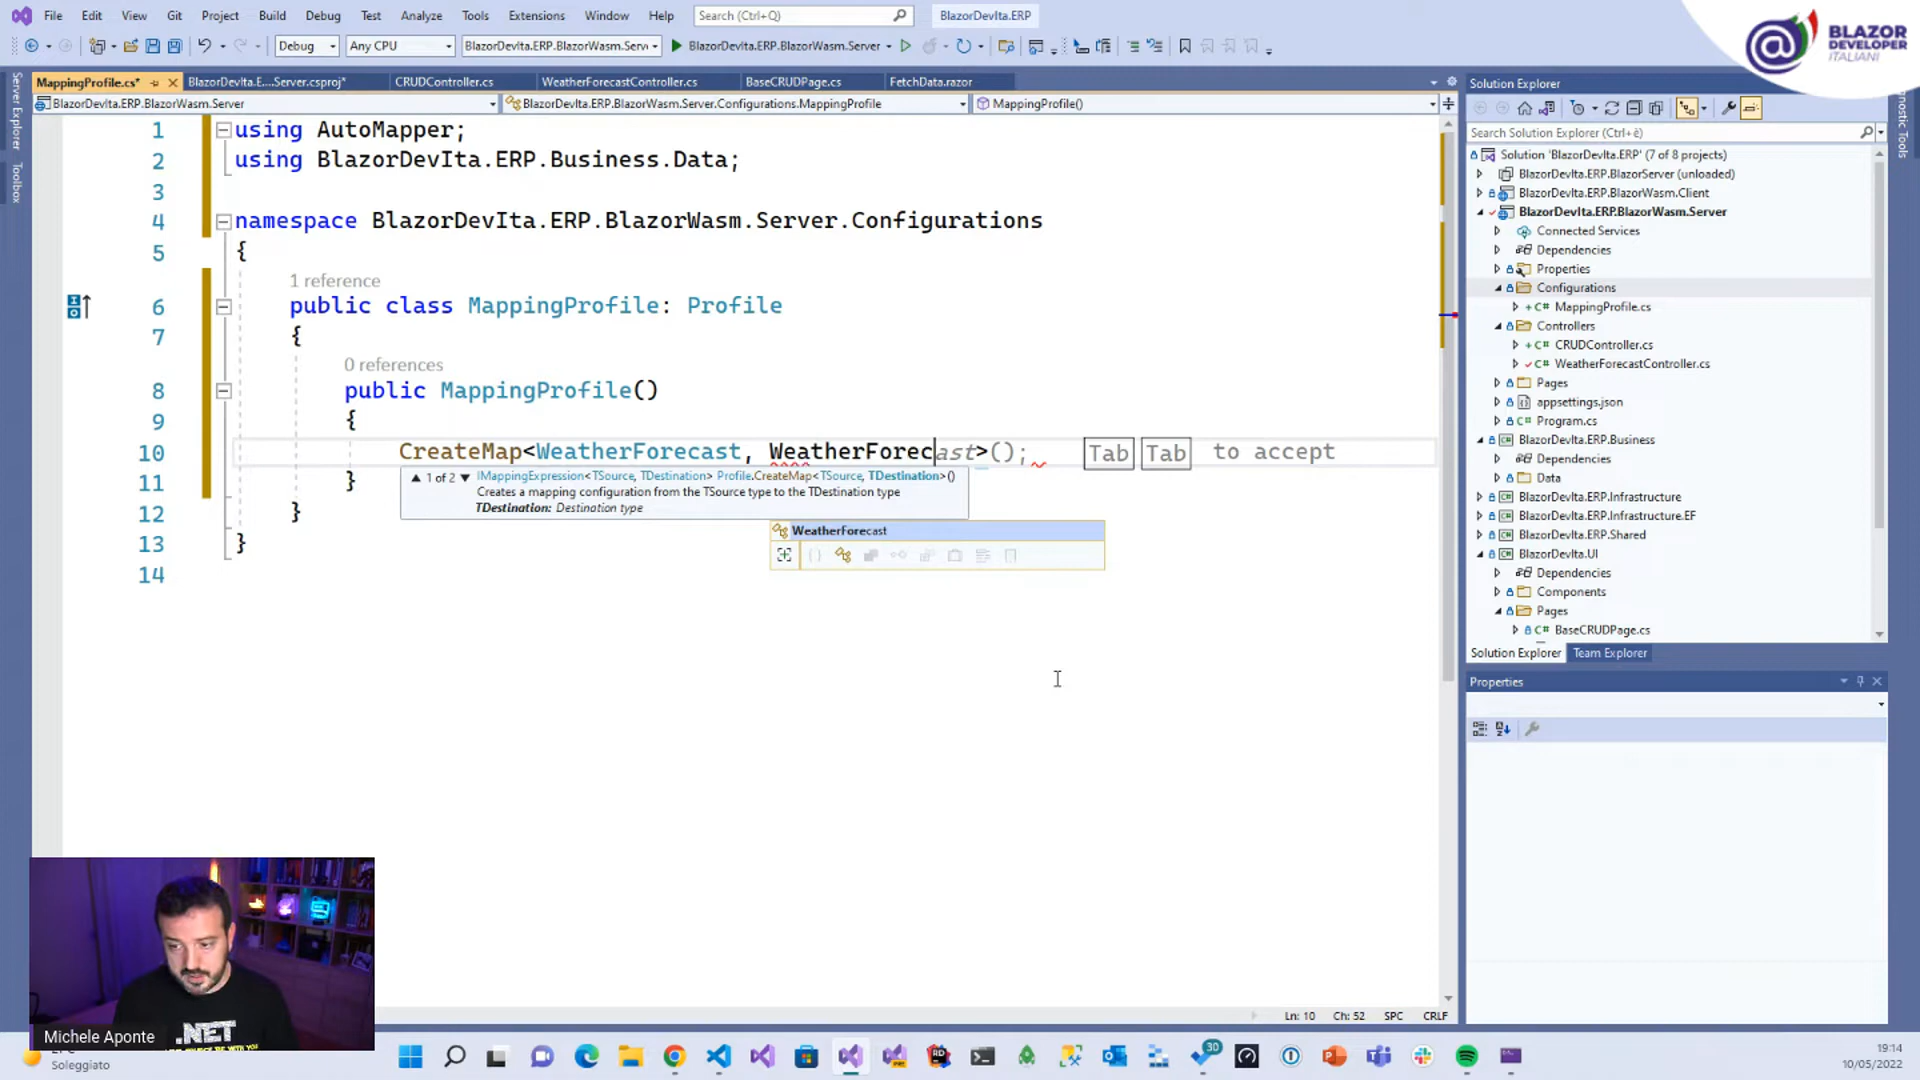 File Edit View Git Project Build Debug Test Analyze Tools Extensions Window Help Search (Ctrl+Q) BlazorDevIta.ERP
BLAZOR
DEVELOPER
ITALIANI
Debug Any CPU BlazorDevIta.ERP.BlazorWasm.Serv BlazorDevIta.ERP.BlazorWasm.Server
MappingProfile.cs* BlazorDevIta.E....Server.csproj* CRUDController.cs WeatherForecastController.cs BaseCRUDPage.cs FetchData.razor
BlazorDevIta.ERP.BlazorWasm.Server BlazorDevIta.ERP.BlazorWasm.Server.Configurations.MappingProfile MappingProfile()
Server Explorer
Toolbox
1 using AutoMapper;
2 using BlazorDevIta.ERP.Business.Data;
3
4 namespace BlazorDevIta.ERP.BlazorWasm.Server.Configurations
5 {
1 reference
6 public class MappingProfile: Profile
7 {
0 references
8 public MappingProfile()
9 {
10 CreateMap<WeatherForecast, WeatherForecast>(); Tab Tab to accept
11 }
1 of 2 IMappingExpression<TSource, TDestination> Profile.CreateMap<TSource, TDestination>()
Creates a mapping configuration from the TSource type to the TDestination type
TDestination: Destination type
12 }
WeatherForecast
13 }
14
Solution Explorer
Search Solution Explorer (Ctrl+è)
Solution 'BlazorDevIta.ERP' (7 of 8 projects)
BlazorDevIta.ERP.BlazorServer (unloaded)
BlazorDevIta.ERP.BlazorWasm.Client
BlazorDevIta.ERP.BlazorWasm.Server
Connected Services
Dependencies
Properties
Configurations
MappingProfile.cs
Controllers
CRUDController.cs
WeatherForecastController.cs
Pages
appsettings.json
Program.cs
BlazorDevIta.ERP.Business
Dependencies
Data
BlazorDevIta.ERP.Infrastructure
BlazorDevIta.ERP.Infrastructure.EF
BlazorDevIta.ERP.Shared
BlazorDevIta.UI
Dependencies
Components
Pages
BaseCRUDPage.cs
Solution Explorer Team Explorer
Properties
nostic Tools
Ln: 10 Ch: 52 SPC CRLF
.NET
Michele Aponte
Soleggiato
30
19:14
10/05/2022